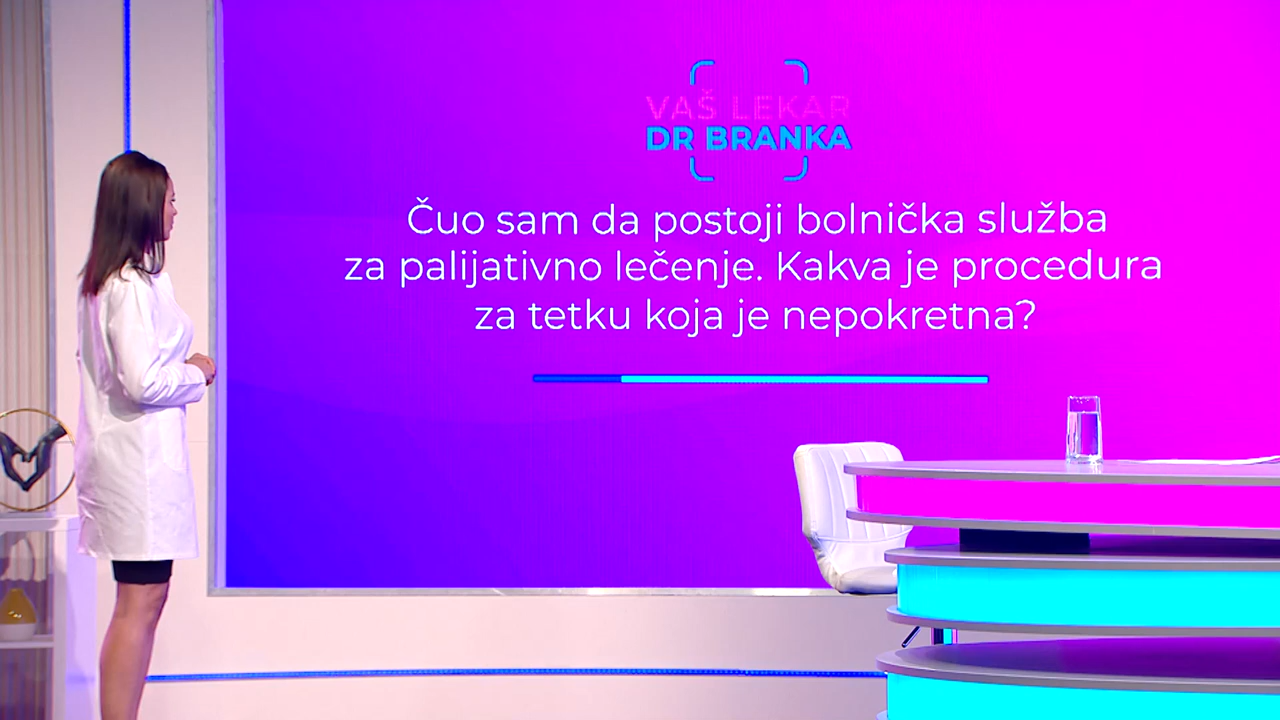 VAŠ LEKAR
DR BRANKA
Čuo sam da postoji bolnička služba
za palijativno lečenje. Kakva je procedura
za tetku koja je nepokretna?